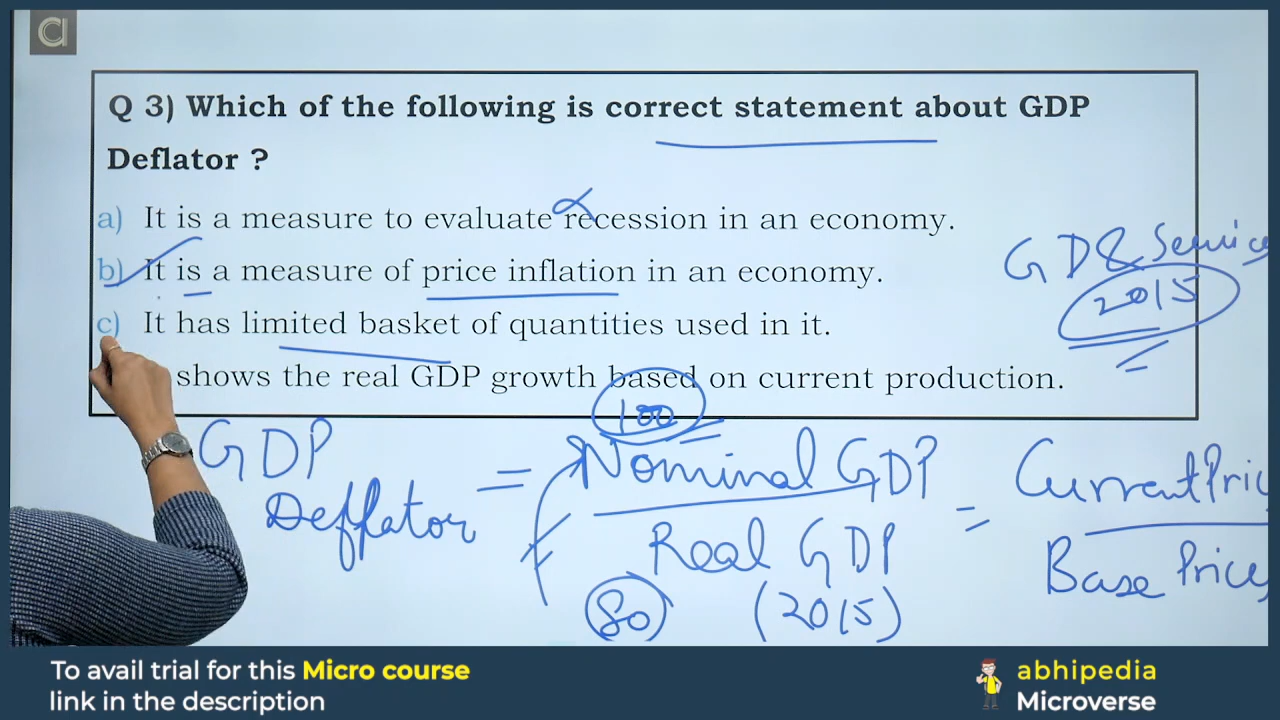 Q 3) Which of the following is correct statement about GDP
Deflator ?
a) It is a measure to evaluate recession in an economy.
b) It is a measure of price inflation in an economy.
c) It has limited basket of quantities used in it.
shows the real GDP growth based on current production.
GD & Service
2015
100
GDP
Deflator = Nominal GDP = Current Pric
Real GDP Base Prices
80 (2015)
To avail trial for this Micro course
link in the description
abhipedia
Microverse